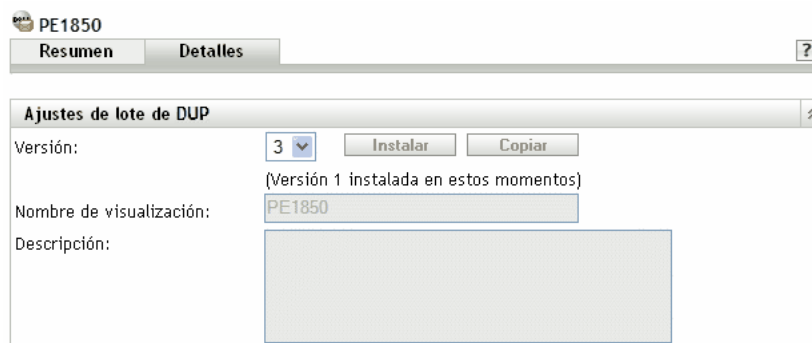 PE1850
Resumen Detalles ?
Ajustes de lote de DUP
Versión: 3 Instalar Copiar
(Versión 1 instalada en estos momentos)
Nombre de visualización: PE1850
Descripción: